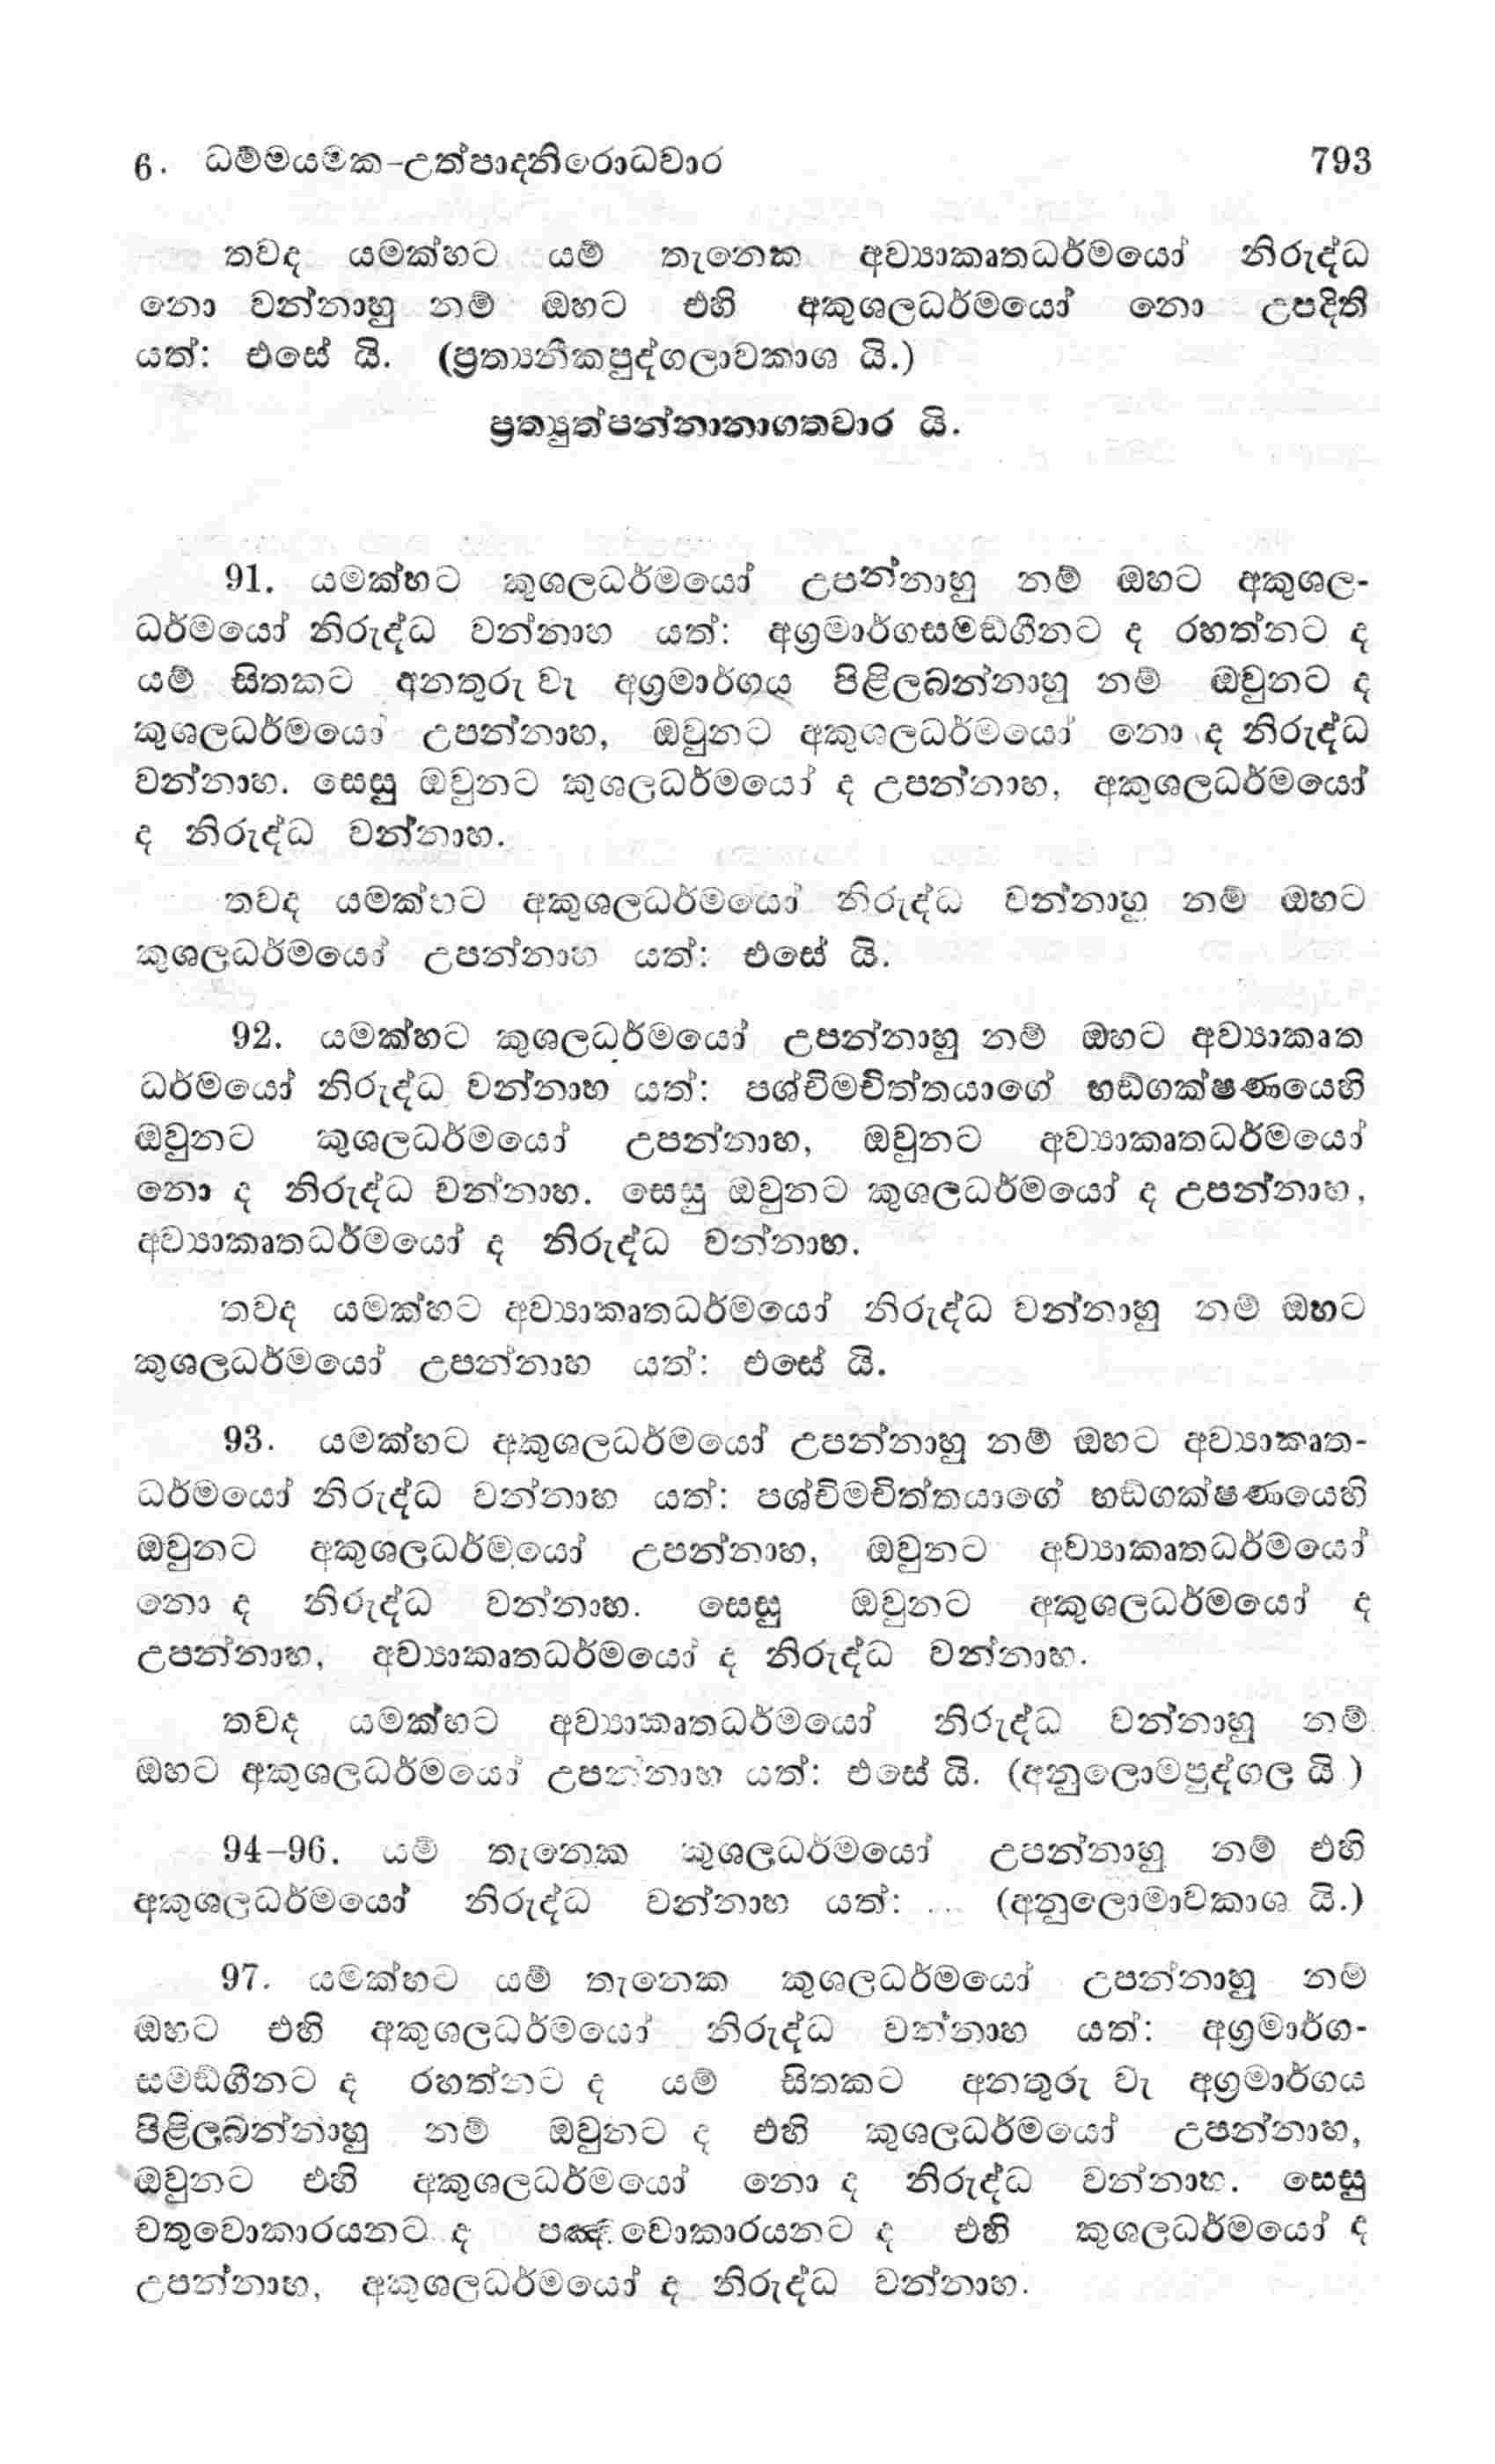 6. ධම්මයමක-උත්පාදනිරොධවාර 793
තවද යමක්හට යම් තැනෙක අව්‍යාකෘතධර්මයෝ නිරුද්ධ
නො වන්නාහු නම් ඔහට එහි අකුශලධර්මයෝ නො උපදිති
යත්: එසේ යි. (ප්‍රත්‍යනීකපුද්ගලාවකාශ යි.)
ප්‍රත්‍යුත්පන්නානාගතවාර යි.
91. යමක්හට කුශලධර්මයෝ උපන්නාහු නම් ඔහට අකුශල-
ධර්මයෝ නිරුද්ධ වන්නාහ යත්: අග්‍රමාර්ගසමඞ්ගීනට ද රහත්නට ද
යම් සිතකට අනතුරු වැ අග්‍රමාර්ගය පිළිලබන්නාහු නම් ඔවුනට ද
කුශලධර්මයෝ උපන්නාහ, ඔවුනට අකුශලධර්මයෝ නො ද නිරුද්ධ
වන්නාහ. සෙසු ඔවුනට කුශලධර්මයෝ ද උපන්නාහ, අකුශලධර්මයෝ
ද නිරුද්ධ වන්නාහ.
තවද යමක්හට අකුශලධර්මයෝ නිරුද්ධ වන්නාහු නම් ඔහට
කුශලධර්මයෝ උපන්නාහ යත්: එසේ යි.
92. යමක්හට කුශලධර්මයෝ උපන්නාහු නම් ඔහට අව්‍යාකෘත
ධර්මයෝ නිරුද්ධ වන්නාහ යත්: පශ්චිමචිත්තයාගේ භඞ්ගක්ෂණයෙහි
ඔවුනට කුශලධර්මයෝ උපන්නාහ, ඔවුනට අව්‍යාකෘතධර්මයෝ
නො ද නිරුද්ධ වන්නාහ. සෙසු ඔවුනට කුශලධර්මයෝ ද උපන්නාහ,
අව්‍යාකෘතධර්මයෝ ද නිරුද්ධ වන්නාහ.
තවද යමක්හට අව්‍යාකෘතධර්මයෝ නිරුද්ධ වන්නාහු නම් ඔහට
කුශලධර්මයෝ උපන්නාහ යත්: එසේ යි.
93. යමක්හට අකුශලධර්මයෝ උපන්නාහු නම් ඔහට අව්‍යාකෘත-
ධර්මයෝ නිරුද්ධ වන්නාහ යත්: පශ්චිමචිත්තයාගේ භඞ්ගක්ෂණයෙහි
ඔවුනට අකුශලධර්මයෝ උපන්නාහ, ඔවුනට අව්‍යාකෘතධර්මයෝ
නො ද නිරුද්ධ වන්නාහ. සෙසු ඔවුනට අකුශලධර්මයෝ ද
උපන්නාහ, අව්‍යාකෘතධර්මයෝ ද නිරුද්ධ වන්නාහ.
තවද යමක්හට අව්‍යාකෘතධර්මයෝ නිරුද්ධ වන්නාහු නම්
ඔහට අකුශලධර්මයෝ උපන්නාහ යත්: එසේ යි. (අනුලොමපුද්ගල යි.)
94-96. යම් තැනෙක කුශලධර්මයෝ උපන්නාහු නම් එහි
අකුශලධර්මයෝ නිරුද්ධ වන්නාහ යත්: ... (අනුලොමාවකාශ යි.)
97. යමක්හට යම් තැනෙක කුශලධර්මයෝ උපන්නාහු නම්
ඔහට එහි අකුශලධර්මයෝ නිරුද්ධ වන්නාහ යත්: අග්‍රමාර්ග-
සමඞ්ගීනට ද රහත්නට ද යම් සිතකට අනතුරු වැ අග්‍රමාර්ගය
පිළිලබන්නාහු නම් ඔවුනට ද එහි කුශලධර්මයෝ උපන්නාහ,
ඔවුනට එහි අකුශලධර්මයෝ නො ද නිරුද්ධ වන්නාහ. සෙසු
චතුවොකාරයනට ද පඤ්චවොකාරයනට ද එහි කුශලධර්මයෝ ද
උපන්නාහ, අකුශලධර්මයෝ ද නිරුද්ධ වන්නාහ.